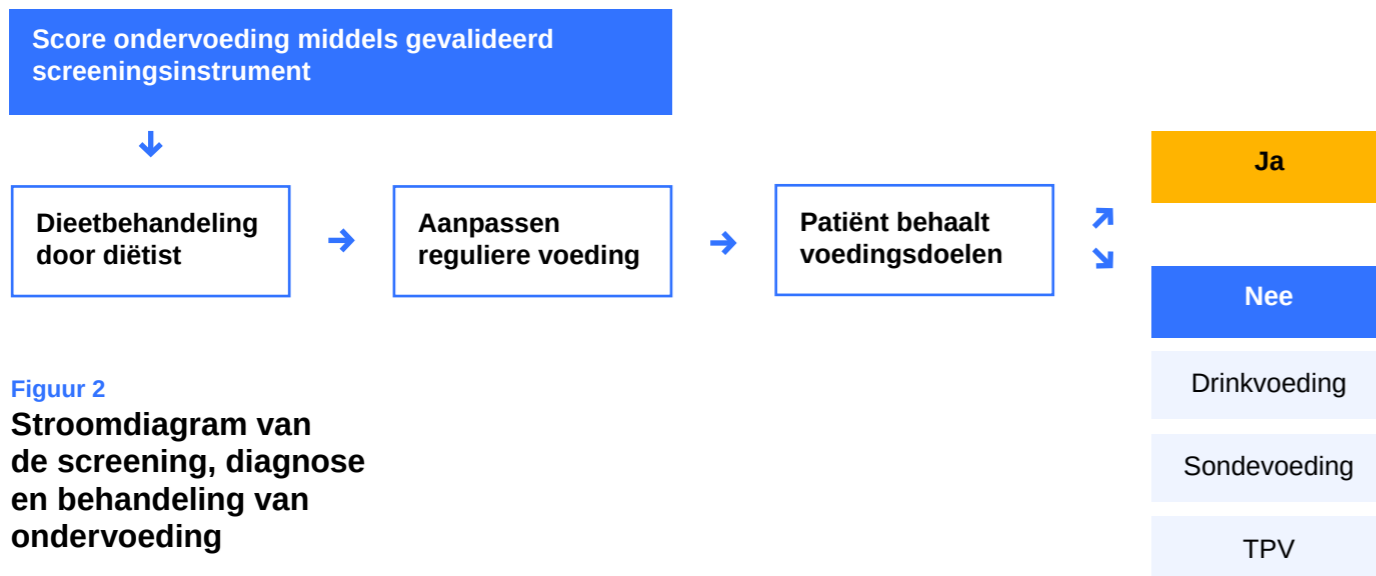 Score ondervoeding middels gevalideerd
screeningsinstrument
Dieetbehandeling
door diëtist
Aanpassen
reguliere voeding
Patiënt behaalt
voedingsdoelen
Ja
Nee
Drinkvoeding
Sondevoeding
TPV
Figuur 2
Stroomdiagram van
de screening, diagnose
en behandeling van
ondervoeding